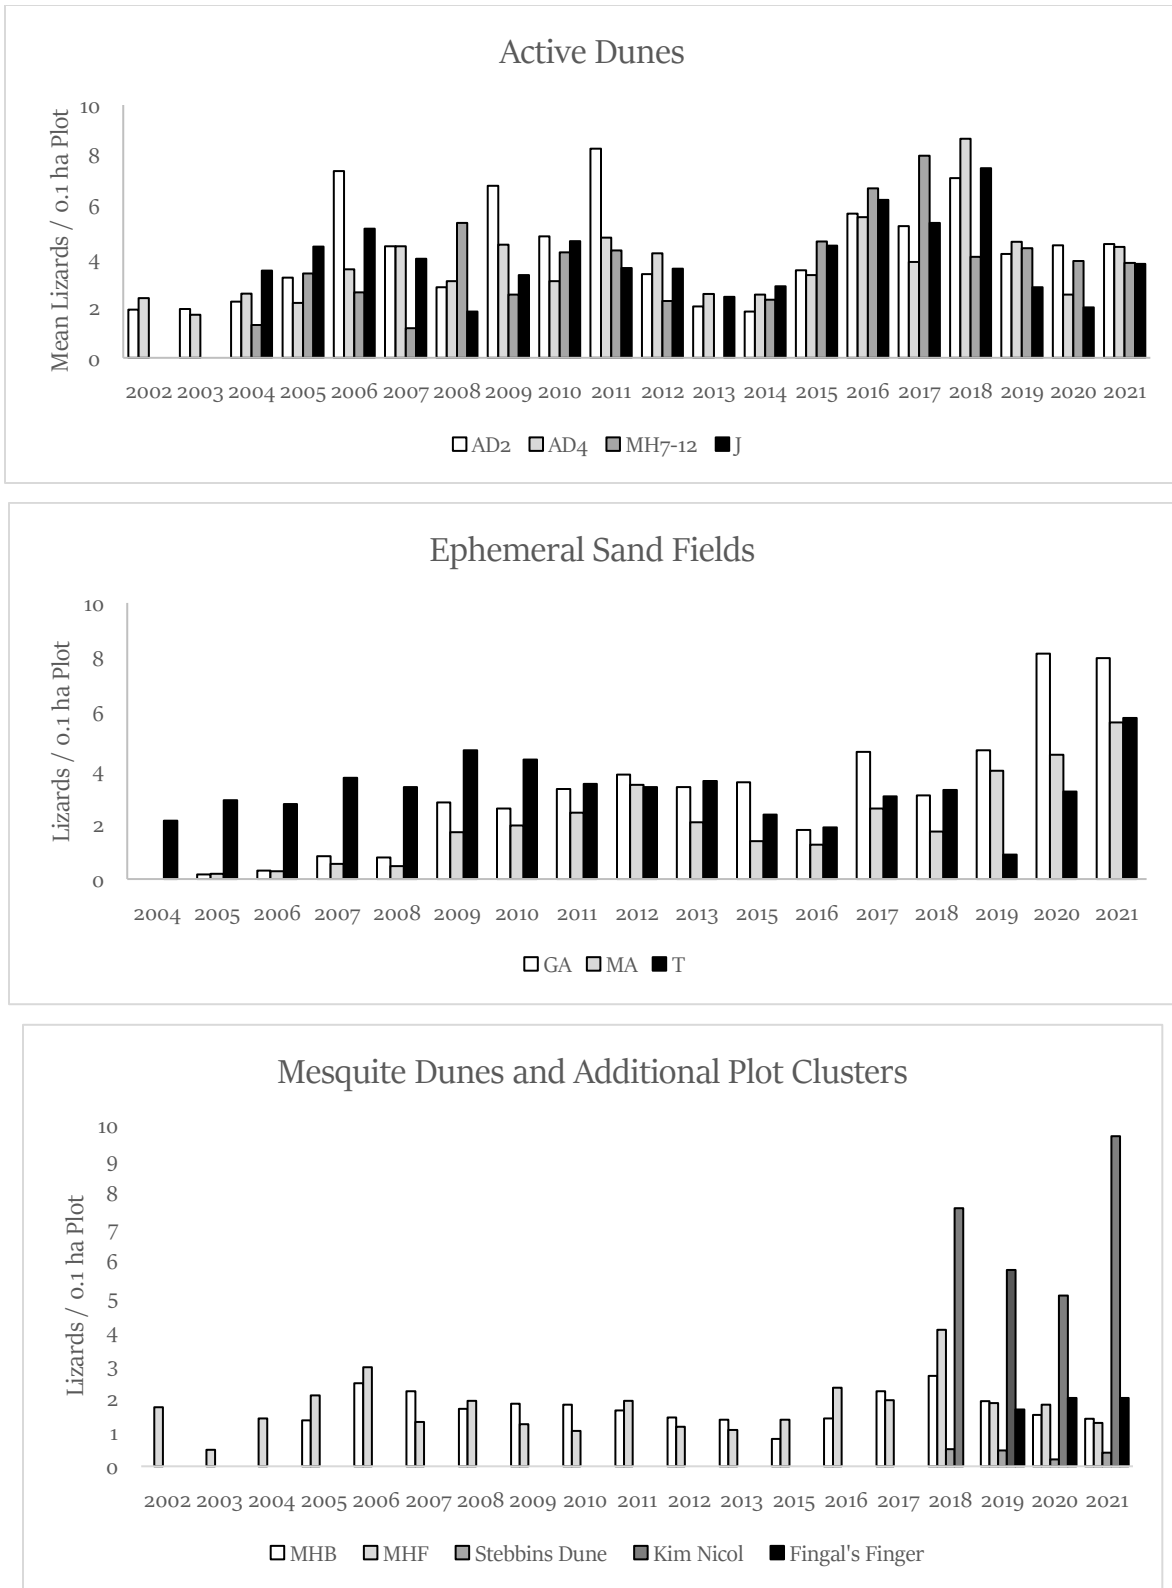 Active Dunes
Mean Lizards / 0.1 ha Plot
10
8
6
4
2
0
2002 2003 2004 2005 2006 2007 2008 2009 2010 2011 2012 2013 2014 2015 2016 2017 2018 2019 2020 2021
AD2 AD4 MH7-12 J
Ephemeral Sand Fields
Lizards / 0.1 ha Plot
10
8
6
4
2
0
2004 2005 2006 2007 2008 2009 2010 2011 2012 2013 2015 2016 2017 2018 2019 2020 2021
GA MA T
Mesquite Dunes and Additional Plot Clusters
Lizards / 0.1 ha Plot
10
9
8
7
6
5
4
3
2
1
0
2002 2003 2004 2005 2006 2007 2008 2009 2010 2011 2012 2013 2015 2016 2017 2018 2019 2020 2021
MHB MHF Stebbins Dune Kim Nicol Fingal's Finger